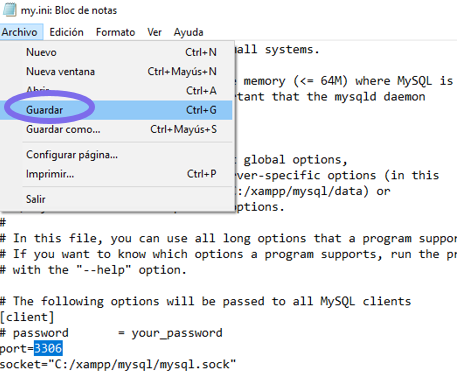 my.ini: Bloc de notas
Archivo Edición Formato Ver Ayuda
Nuevo Ctrl+N all systems.
Nueva ventana Ctrl+Mayús+N
Abrir Ctrl+A e memory (<= 64M) where MySQL is
Guardar Ctrl+G tant that the mysqld daemon
Guardar como... Ctrl+Mayús+S
Configurar página... t global options,
Imprimir... Ctrl+P ver-specific options (in this
:/xampp/mysql/data) or
Salir ptions.
#
# In this file, you can use all long options that a program suppor
# If you want to know which options a program supports, run the pr
# with the "--help" option.
# The following options will be passed to all MySQL clients
[client]
# password = your_password
port=3306
socket="C:/xampp/mysql/mysql.sock"